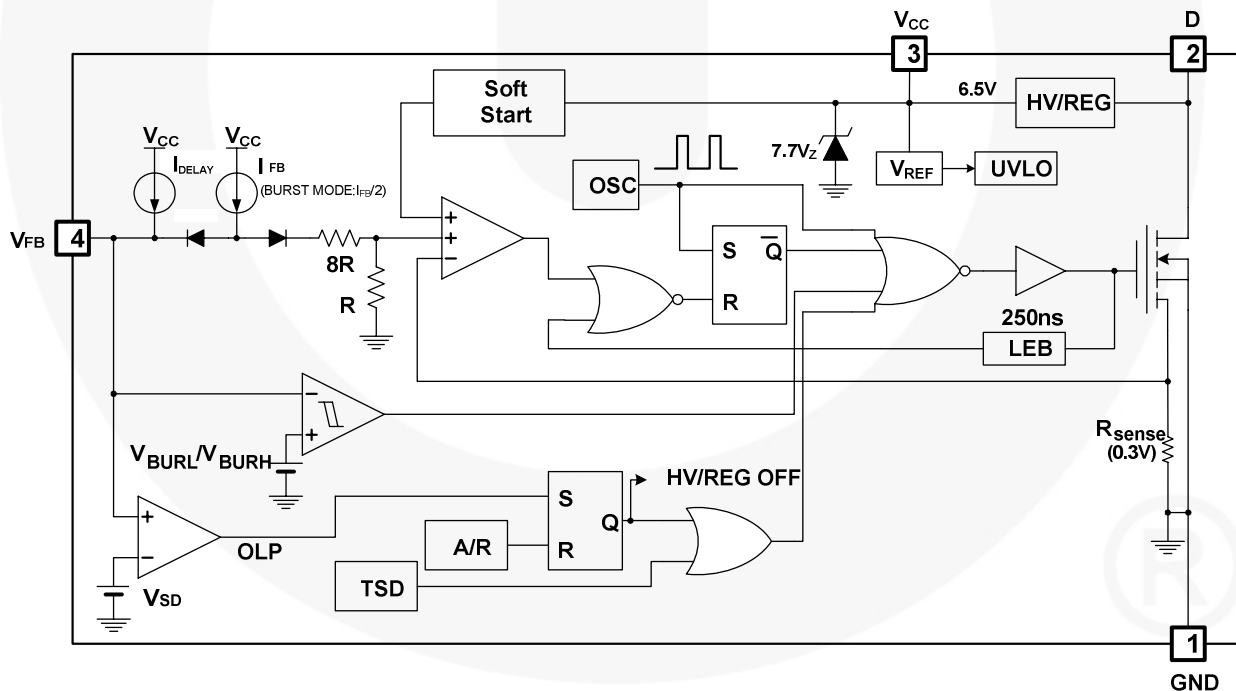 VCC
D
3
2
Soft
Start
6.5V
HV/REG
VCC
VCC
IDELAY
I FB
(BURST MODE:IFB/2)
7.7VZ
VREF
UVLO
OSC
VFB
4
+
+
−
8R
R
S
Q
R
250ns
LEB
−
+
VBURL/VBURH
Rsense
(0.3V)
HV/REG OFF
S
Q
R
+
−
OLP
A/R
VSD
TSD
R
1
GND